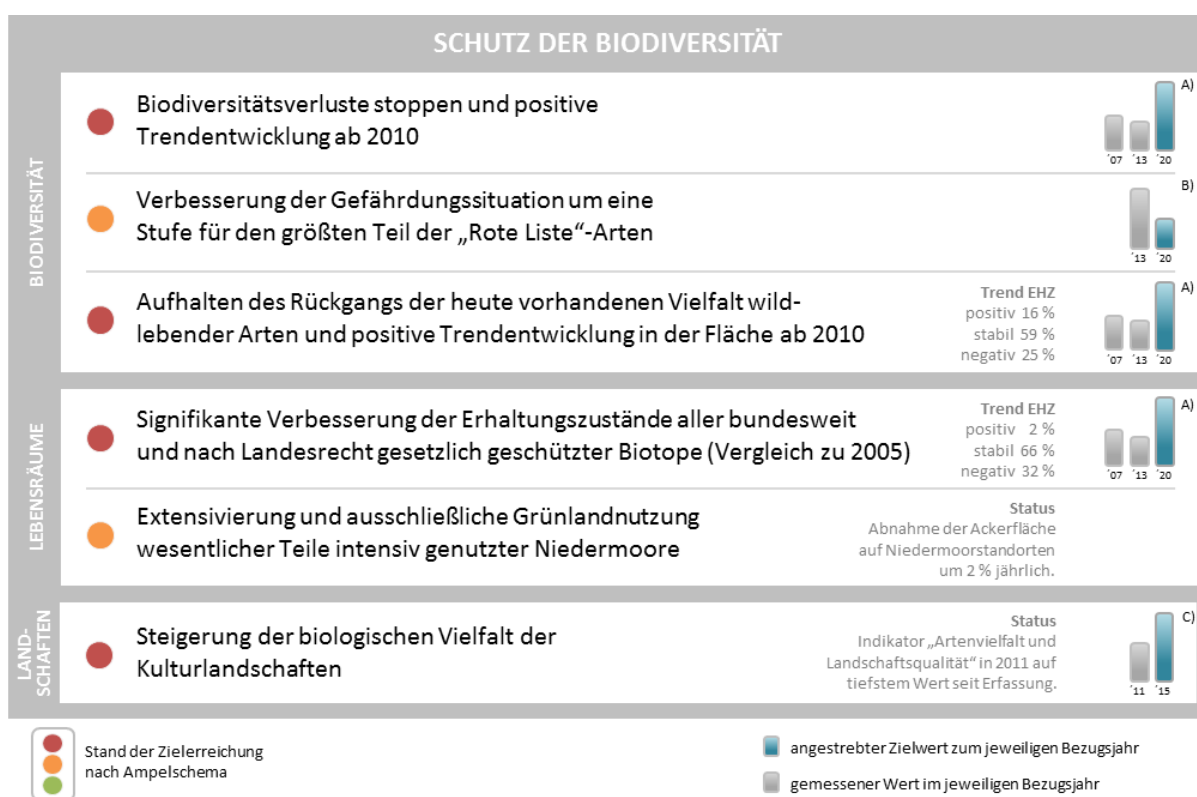 SCHUTZ DER BIODIVERSITÄT
BIODIVERSITÄT
Biodiversitätsverluste stoppen und positive
Trendentwicklung ab 2010
A)
´07 ´13 ´20
Verbesserung der Gefährdungssituation um eine
Stufe für den größten Teil der „Rote Liste“-Arten
B)
´13 ´20
Aufhalten des Rückgangs der heute vorhandenen Vielfalt wild-
lebender Arten und positive Trendentwicklung in der Fläche ab 2010
Trend EHZ
positiv 16 %
stabil 59 %
negativ 25 %
A)
´07 ´13 ´20
LEBENSRÄUME
Signifikante Verbesserung der Erhaltungszustände aller bundesweit
und nach Landesrecht gesetzlich geschützter Biotope (Vergleich zu 2005)
Trend EHZ
positiv 2 %
stabil 66 %
negativ 32 %
A)
´07 ´13 ´20
Extensivierung und ausschließliche Grünlandnutzung
wesentlicher Teile intensiv genutzter Niedermoore
Status
Abnahme der Ackerfläche
auf Niedermoorstandorten
um 2 % jährlich.
LAND-
SCHAFTEN
Steigerung der biologischen Vielfalt der
Kulturlandschaften
Status
Indikator „Artenvielfalt und
Landschaftsqualität“ in 2011 auf
tiefstem Wert seit Erfassung.
C)
´11 ´15
Stand der Zielerreichung
nach Ampelschema
angestrebter Zielwert zum jeweiligen Bezugsjahr
gemessener Wert im jeweiligen Bezugsjahr